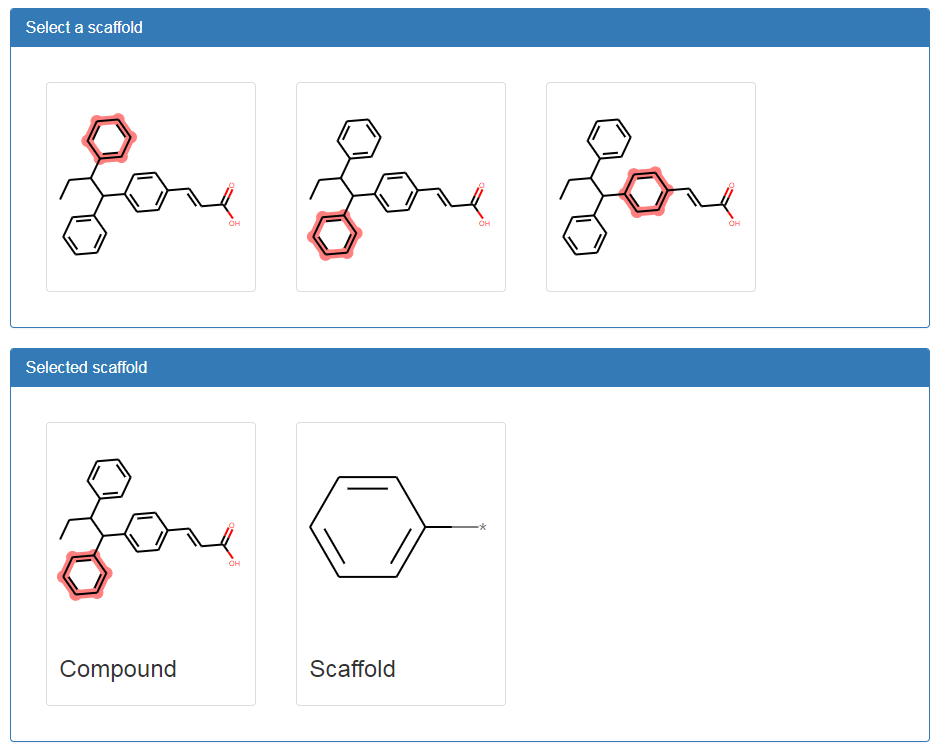 Select a scaffold
O
OH
O
OH
O
OH
Selected scaffold
O
OH
*
Compound
Scaffold